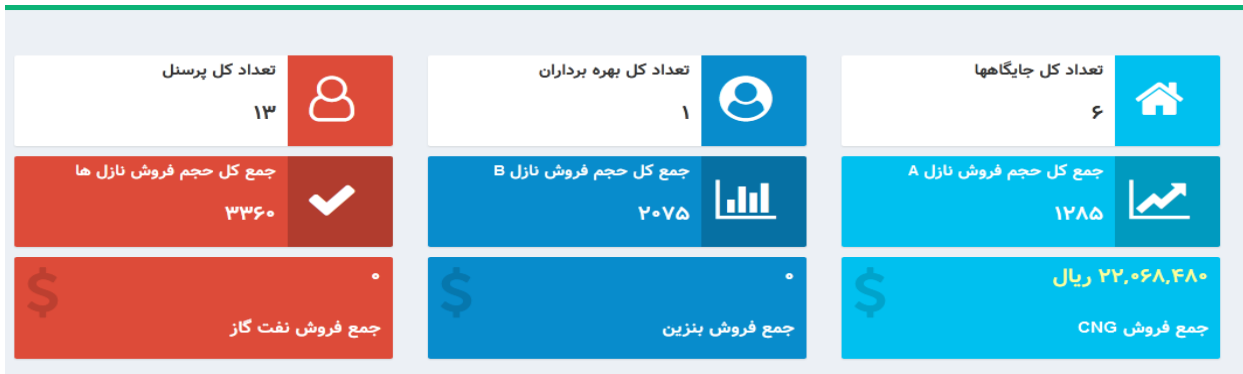 تعداد کل جایگاهها
۶
تعداد کل بهره برداران
۱
تعداد کل پرسنل
۱۳
جمع کل حجم فروش نازل A
۱۲۸۵
جمع کل حجم فروش نازل B
۲۰۷۵
جمع کل حجم فروش نازل ها
۳۳۶۰
۲۲,۰۶۸,۴۸۰ ریال
جمع فروش CNG
۰
جمع فروش بنزین
۰
جمع فروش نفت گاز